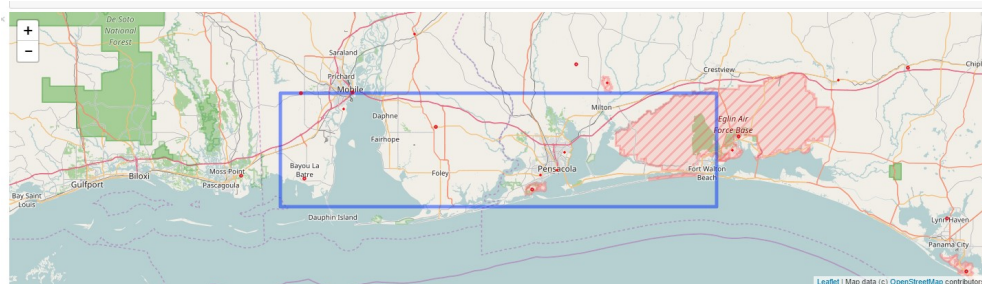 +
−
De Soto
National
Forest
Saraland
Prichard
Mobile
Daphne
Fairhope
Foley
Bayou La
Batre
Dauphin Island
Moss Point
Pascagoula
Biloxi
Gulfport
Bay Saint
Louis
Pensacola
Milton
Crestview
Eglin Air
Force Base
Fort Walton
Beach
Chipl
Lynn Haven
Panama City
Leaflet | Map data (c) OpenStreetMap contributors